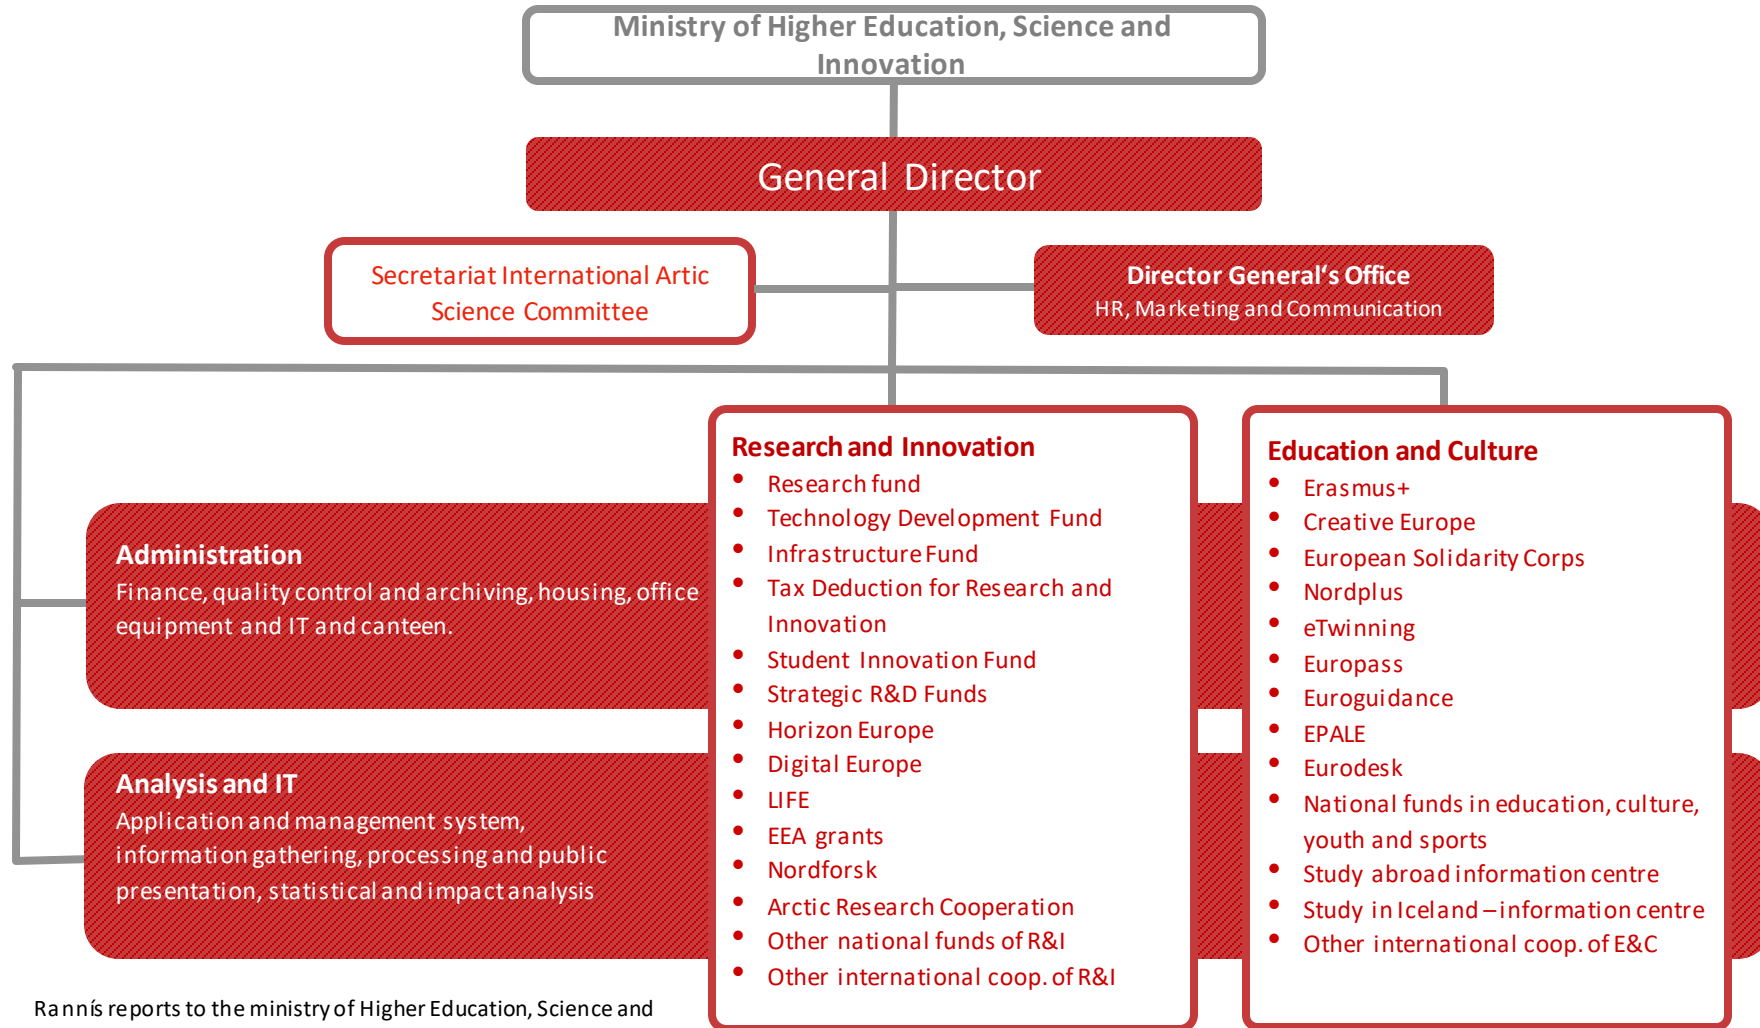 Ministry of Higher Education, Science and
Innovation
General Director
Secretariat International Artic
Science Committee
Director General‘s Office
HR, Marketing and Communication
Administration
Finance, quality control and archiving, housing, office
equipment and IT and canteen.
Analysis and IT
Application and management system,
information gathering, processing and public
presentation, statistical and impact analysis
Research and Innovation
• Research fund
• Technology Development Fund
• Infrastructure Fund
• Tax Deduction for Research and
Innovation
• Student Innovation Fund
• Strategic R&D Funds
• Horizon Europe
• Digital Europe
• LIFE
• EEA grants
• Nordforsk
• Arctic Research Cooperation
• Other national funds of R&I
• Other international coop. of R&I
Education and Culture
• Erasmus+
• Creative Europe
• European Solidarity Corps
• Nordplus
• eTwinning
• Europass
• Euroguidance
• EPALE
• Eurodesk
• National funds in education, culture,
youth and sports
• Study abroad information centre
• Study in Iceland – information centre
• Other international coop. of E&C
Rannís reports to the ministry of Higher Education, Science and